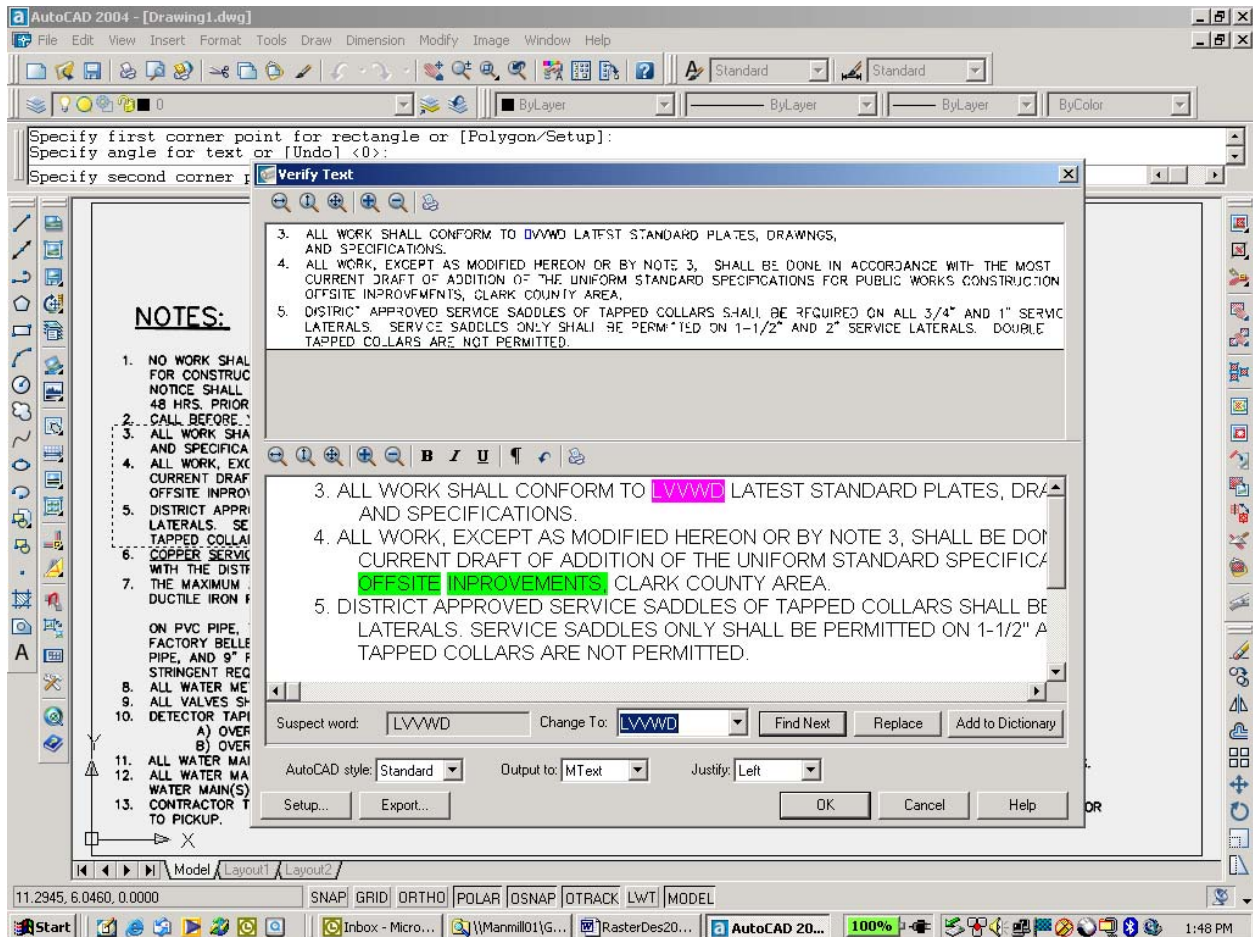 AutoCAD 2004 - [Drawing1.dwg]
File Edit View Insert Format Tools Draw Dimension Modify Image Window Help
Standard Standard
0 ByLayer ByLayer ByLayer ByColor
Specify first corner point for rectangle or [Polygon/Setup]:
Specify angle for text or [Undo] <0>:
Specify second corner p
Verify Text
3. ALL WORK SHALL CONFORM TO LATEST STANDARD PLATES, DRAWINGS,
AND SPECIFICATIONS.
4. ALL WORK, EXCEPT AS MODIFIED HEREON OR BY NOTE 3, SHALL BE DONE IN ACCORDANCE WITH THE MOST
CURRENT DRAFT OF ADDITION OF THE UNIFORM STANDARD SPECIFICATIONS FOR PUBLIC WORKS CONSTRUCTION
OFFSITE INPROVEMENTS, CLARK COUNTY AREA,
5. DISTRICT APPROVED SERVICE SADDLES OF TAPPED COLLARS SHALL BE REQUIRED ON ALL 3/4" AND 1" SERVIC
LATERALS. SERVICE SADDLES ONLY SHALL BE PERMITTED ON 1-1/2" AND 2" SERVICE LATERALS. DOUBLE
TAPPED COLLARS ARE NOT PERMITTED.
B I U ¶
3. ALL WORK SHALL CONFORM TO LVVWD LATEST STANDARD PLATES, DRA
AND SPECIFICATIONS.
4. ALL WORK, EXCEPT AS MODIFIED HEREON OR BY NOTE 3, SHALL BE DON
CURRENT DRAFT OF ADDITION OF THE UNIFORM STANDARD SPECIFICA
OFFSITE INPROVEMENTS, CLARK COUNTY AREA.
5. DISTRICT APPROVED SERVICE SADDLES OF TAPPED COLLARS SHALL BE
LATERALS. SERVICE SADDLES ONLY SHALL BE PERMITTED ON 1-1/2" A
TAPPED COLLARS ARE NOT PERMITTED.
Suspect word: LVVWD Change To: LVVWD Find Next Replace Add to Dictionary
AutoCAD style: Standard Output to: MText Justify: Left
Setup... Export... OK Cancel Help
NOTES:
1. NO WORK SHAL
FOR CONSTRUC
NOTICE SHALL
48 HRS. PRIOR
2. CALL BEFORE
3. ALL WORK SHA
AND SPECIFICA
4. ALL WORK, EXC
CURRENT DRAF
OFFSITE INPROV
5. DISTRICT APPR
LATERALS. SE
TAPPED COLLA
6. COPPER SERVIC
WITH THE DISTR
7. THE MAXIMUM
DUCTILE IRON
ON PVC PIPE,
FACTORY BELLE
PIPE, AND 9"
STRINGENT REQ
8. ALL WATER ME
9. ALL VALVES SH
10. DETECTOR TAP
A) OVER
B) OVER
11. ALL WATER MAI
12. ALL WATER MA
WATER MAIN(S)
13. CONTRACTOR T OR
TO PICKUP.
A
Y
X
Model Layout1 Layout2
11.2945, 6.0460, 0.0000 SNAP GRID ORTHO POLAR OSNAP OTRACK LWT MODEL
Start Inbox - Micro... \\Manmill01\G... RasterDes20... AutoCAD 20... 100% 1:48 PM